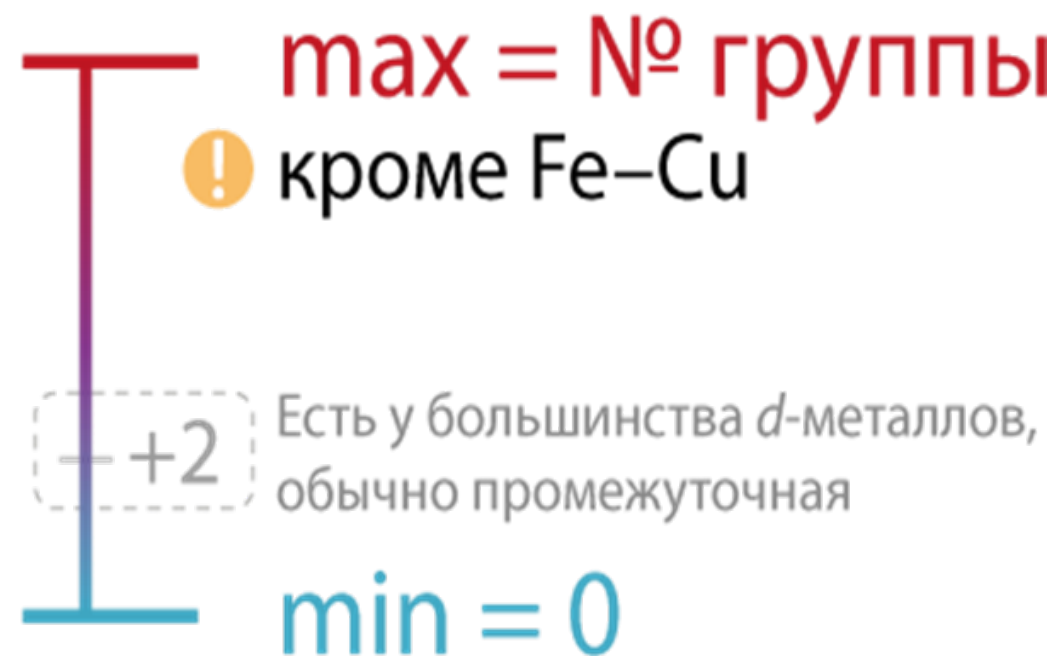 max = № группы
! кроме Fe–Cu
+2
Есть у большинства d-металлов,
обычно промежуточная
min = 0